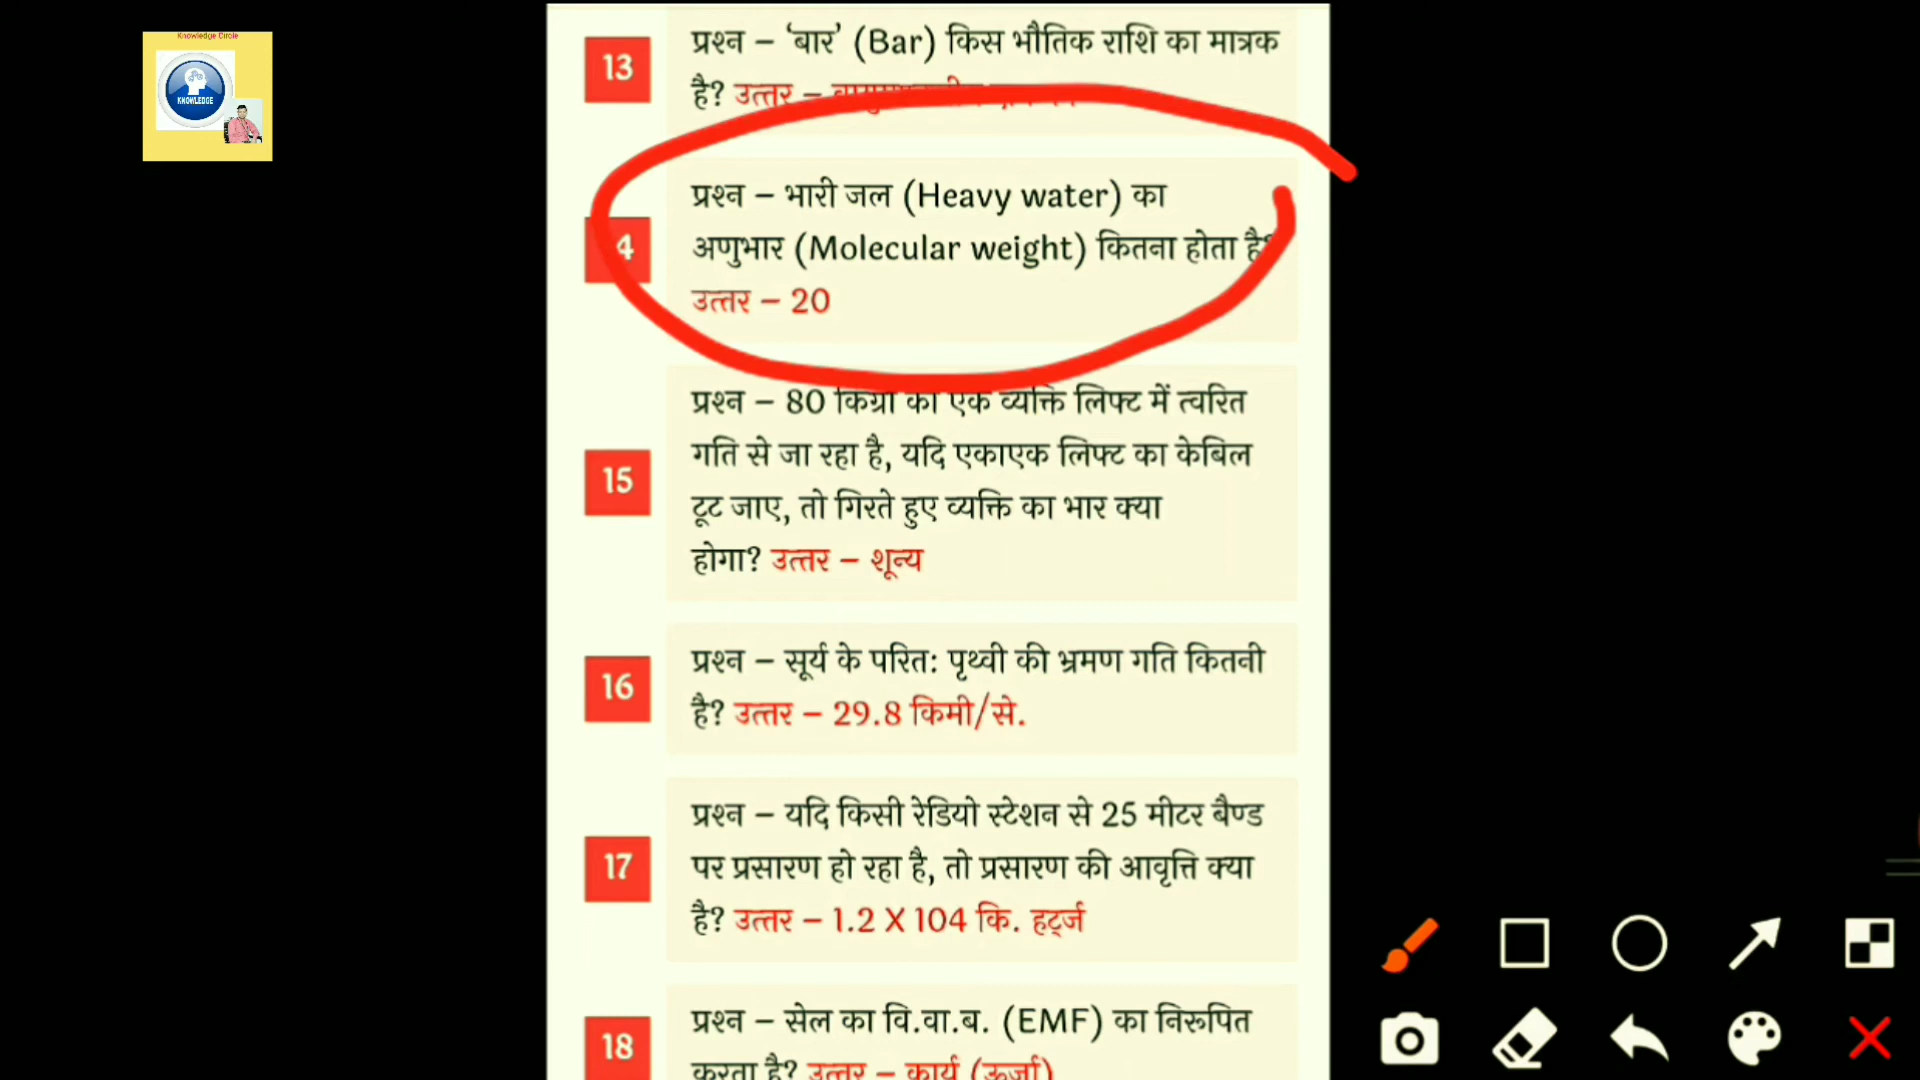 Knowledge Circle
KNOWLEDGE
13
प्रश्न – ‘बार’ (Bar) किस भौतिक राशि का मात्रक
है? उत्तर –
4
प्रश्न – भारी जल (Heavy water) का
अणुभार (Molecular weight) कितना होता है?
उत्तर – 20
15
प्रश्न – 80 किग्रा का एक व्यक्ति लिफ्ट में त्वरित
गति से जा रहा है, यदि एकाएक लिफ्ट का केबिल
टूट जाए, तो गिरते हुए व्यक्ति का भार क्या
होगा? उत्तर – शून्य
16
प्रश्न – सूर्य के परित: पृथ्वी की भ्रमण गति कितनी
है? उत्तर – 29.8 किमी/से.
17
प्रश्न – यदि किसी रेडियो स्टेशन से 25 मीटर बैण्ड
पर प्रसारण हो रहा है, तो प्रसारण की आवृत्ति क्या
है? उत्तर – 1.2 X 104 कि. हर्ट्ज
18
प्रश्न – सेल का वि.वा.ब. (EMF) का निरूपित
करता है? उत्तर – कार्य (ऊर्जा)